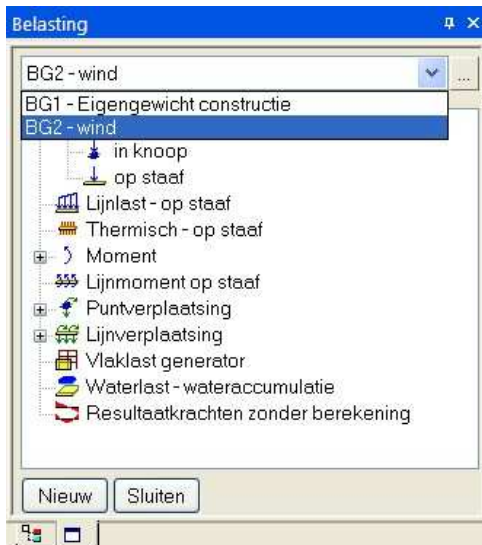 Belasting
BG2 - wind
...
BG1 - Eigengewicht constructie
BG2 - wind
in knoop
op staaf
Lijnlast - op staaf
Thermisch - op staaf
Moment
Lijnmoment op staaf
Puntverplaatsing
Lijnverplaatsing
Vlaklast generator
Waterlast - wateraccumulatie
Resultaatkrachten zonder berekening
Nieuw Sluiten